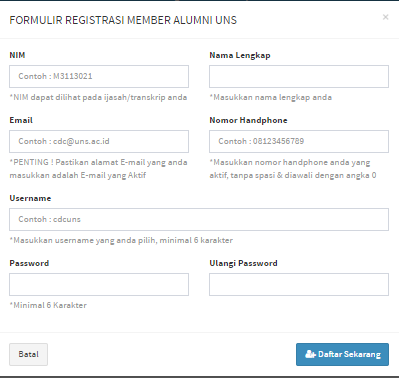 FORMULIR REGISTRASI MEMBER ALUMNI UNS
×
NIM
Nama Lengkap
Contoh : M3113021
*NIM dapat dilihat pada ijasah/transkrip anda
*Masukkan nama lengkap anda
Email
Nomor Handphone
Contoh : cdc@uns.ac.id
Contoh : 08123456789
*PENTING ! Pastikan alamat E-mail yang anda
masukkan adalah E-mail yang Aktif
*Masukkan nomor handphone anda yang
aktif, tanpa spasi & diawali dengan angka 0
Username
Contoh : cdcuns
*Masukkan username yang anda pilih, minimal 6 karakter
Password
Ulangi Password
*Minimal 6 Karakter
Batal
Daftar Sekarang